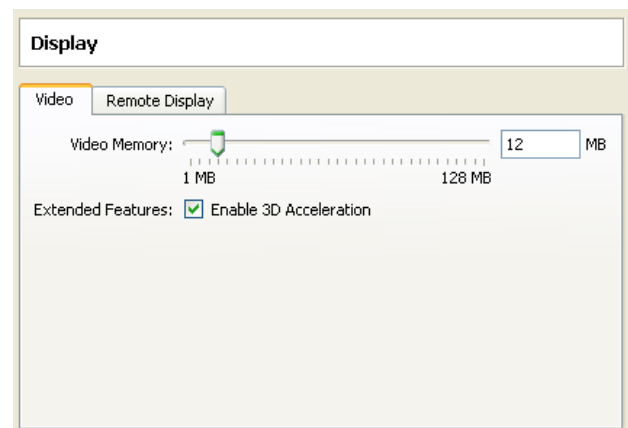 Display
Video Remote Display
Video Memory: 12 MB
1 MB 128 MB
Extended Features: Enable 3D Acceleration